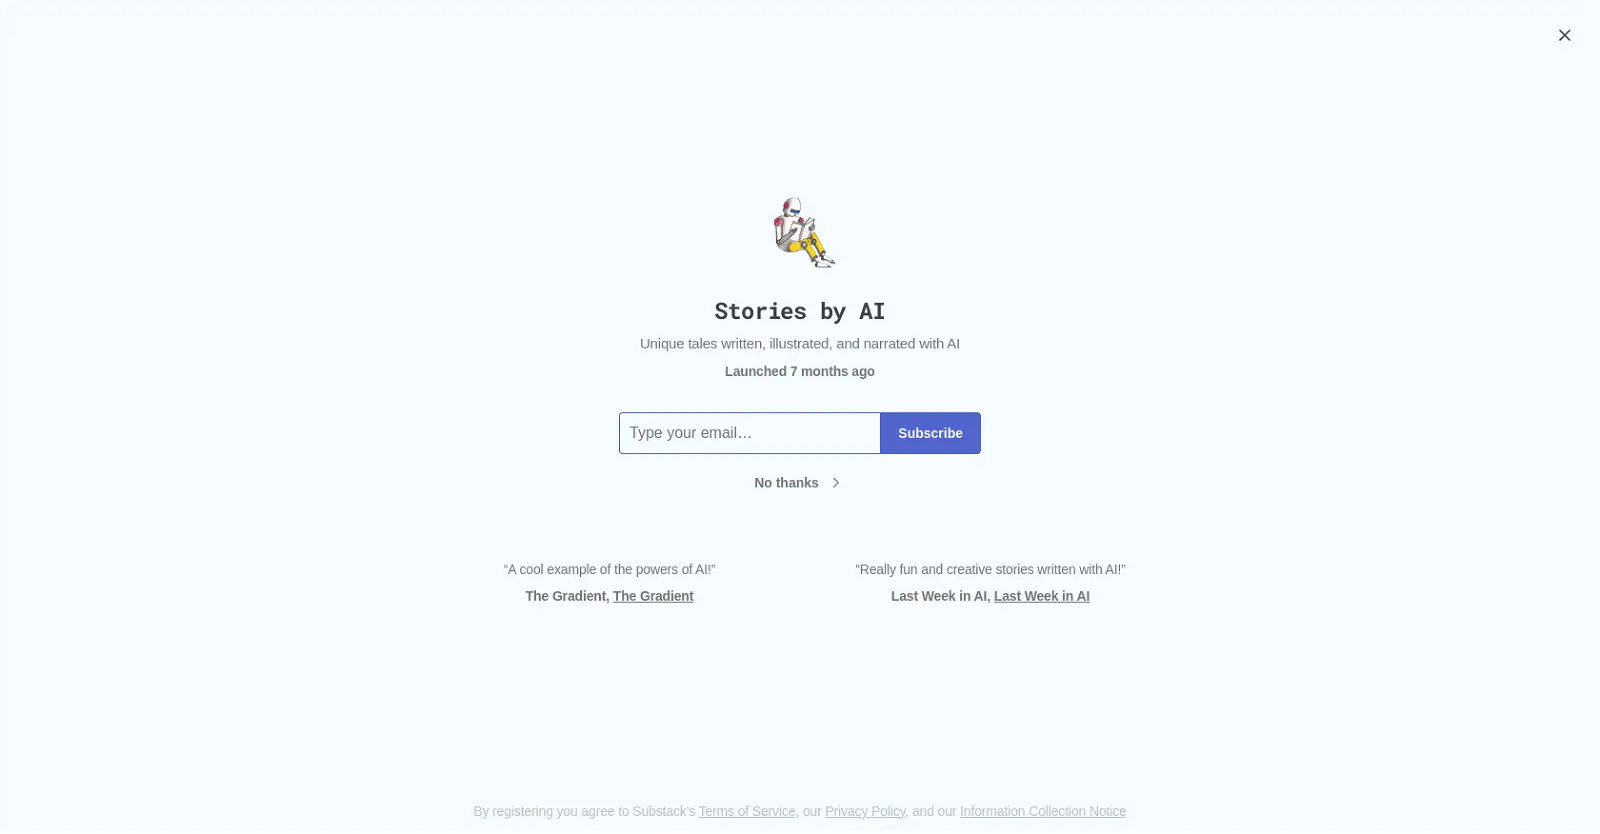 Stories by AI
Unique tales written, illustrated, and narrated with AI
Launched 7 months ago
Type your email…
Subscribe
No thanks
“A cool example of the powers of AI!”
The Gradient, The Gradient
“Really fun and creative stories written with AI!”
Last Week in AI, Last Week in AI
By registering you agree to Substack's Terms of Service, our Privacy Policy, and our Information Collection Notice